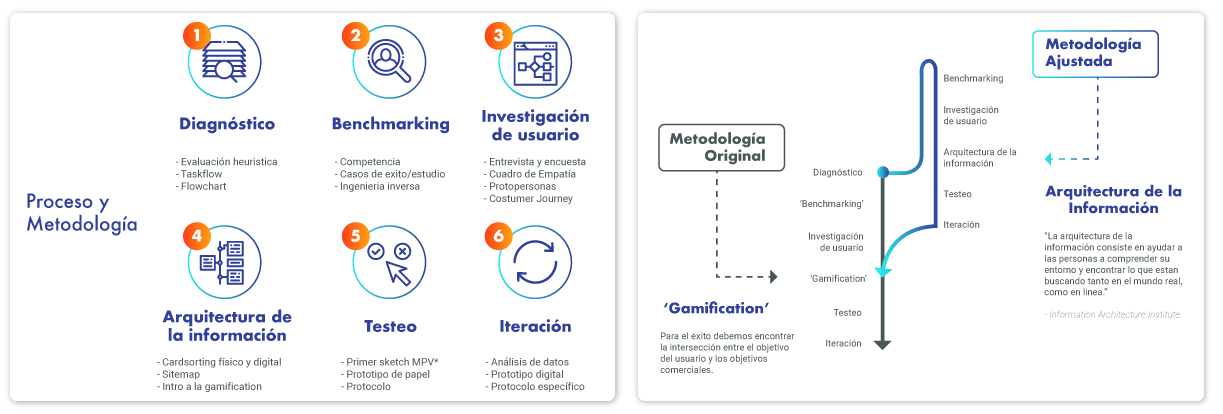 Proceso y
Metodología
1
Diagnóstico
- Evaluación heuristica
- Taskflow
- Flowchart
2
Benchmarking
- Competencia
- Casos de exito/estudio
- Ingenieria inversa
3
Investigación
de usuario
- Entrevista y encuesta
- Cuadro de Empatía
- Protopersonas
- Costumer Journey
4
Arquitectura de
la información
- Cardsorting físico y digital
- Sitemap
- Intro a la gamification
5
Testeo
- Primer sketch MPV*
- Prototipo de papel
- Protocolo
6
Iteración
- Análisis de datos
- Prototipo digital
- Protocolo específico
Metodología
Original
'Gamification'
Para el exito debemos encontrar
la intersección entre el objetivo
del usuario y los objetivos
comerciales.
Diagnóstico
'Benchmarking'
Investigación
de usuario
'Gamification'
Testeo
Iteración
Benchmarking
Investigación
de usuario
Arquitectura de la
información
Testeo
Iteración
Metodología
Ajustada
Arquitectura de la
Información
"La arquitectura de la
información consiste en ayudar a
las personas a comprender su
entorno y encontrar lo que estan
buscando tanto en el mundo real,
como en linea."
- Information Architecture Institute.